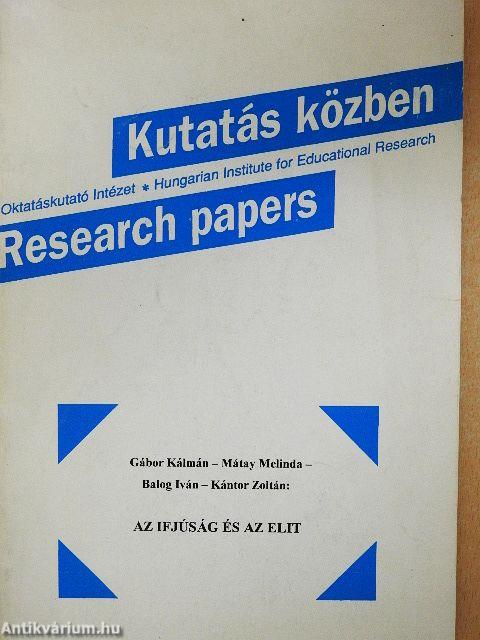 Kutatás közben
Oktatáskutató Intézet * Hungarian Institute for Educational Research
Research papers
Gábor Kálmán – Mátay Melinda –
Balog Iván – Kántor Zoltán:
AZ IFJÚSÁG ÉS AZ ELIT
Antikvárium.hu